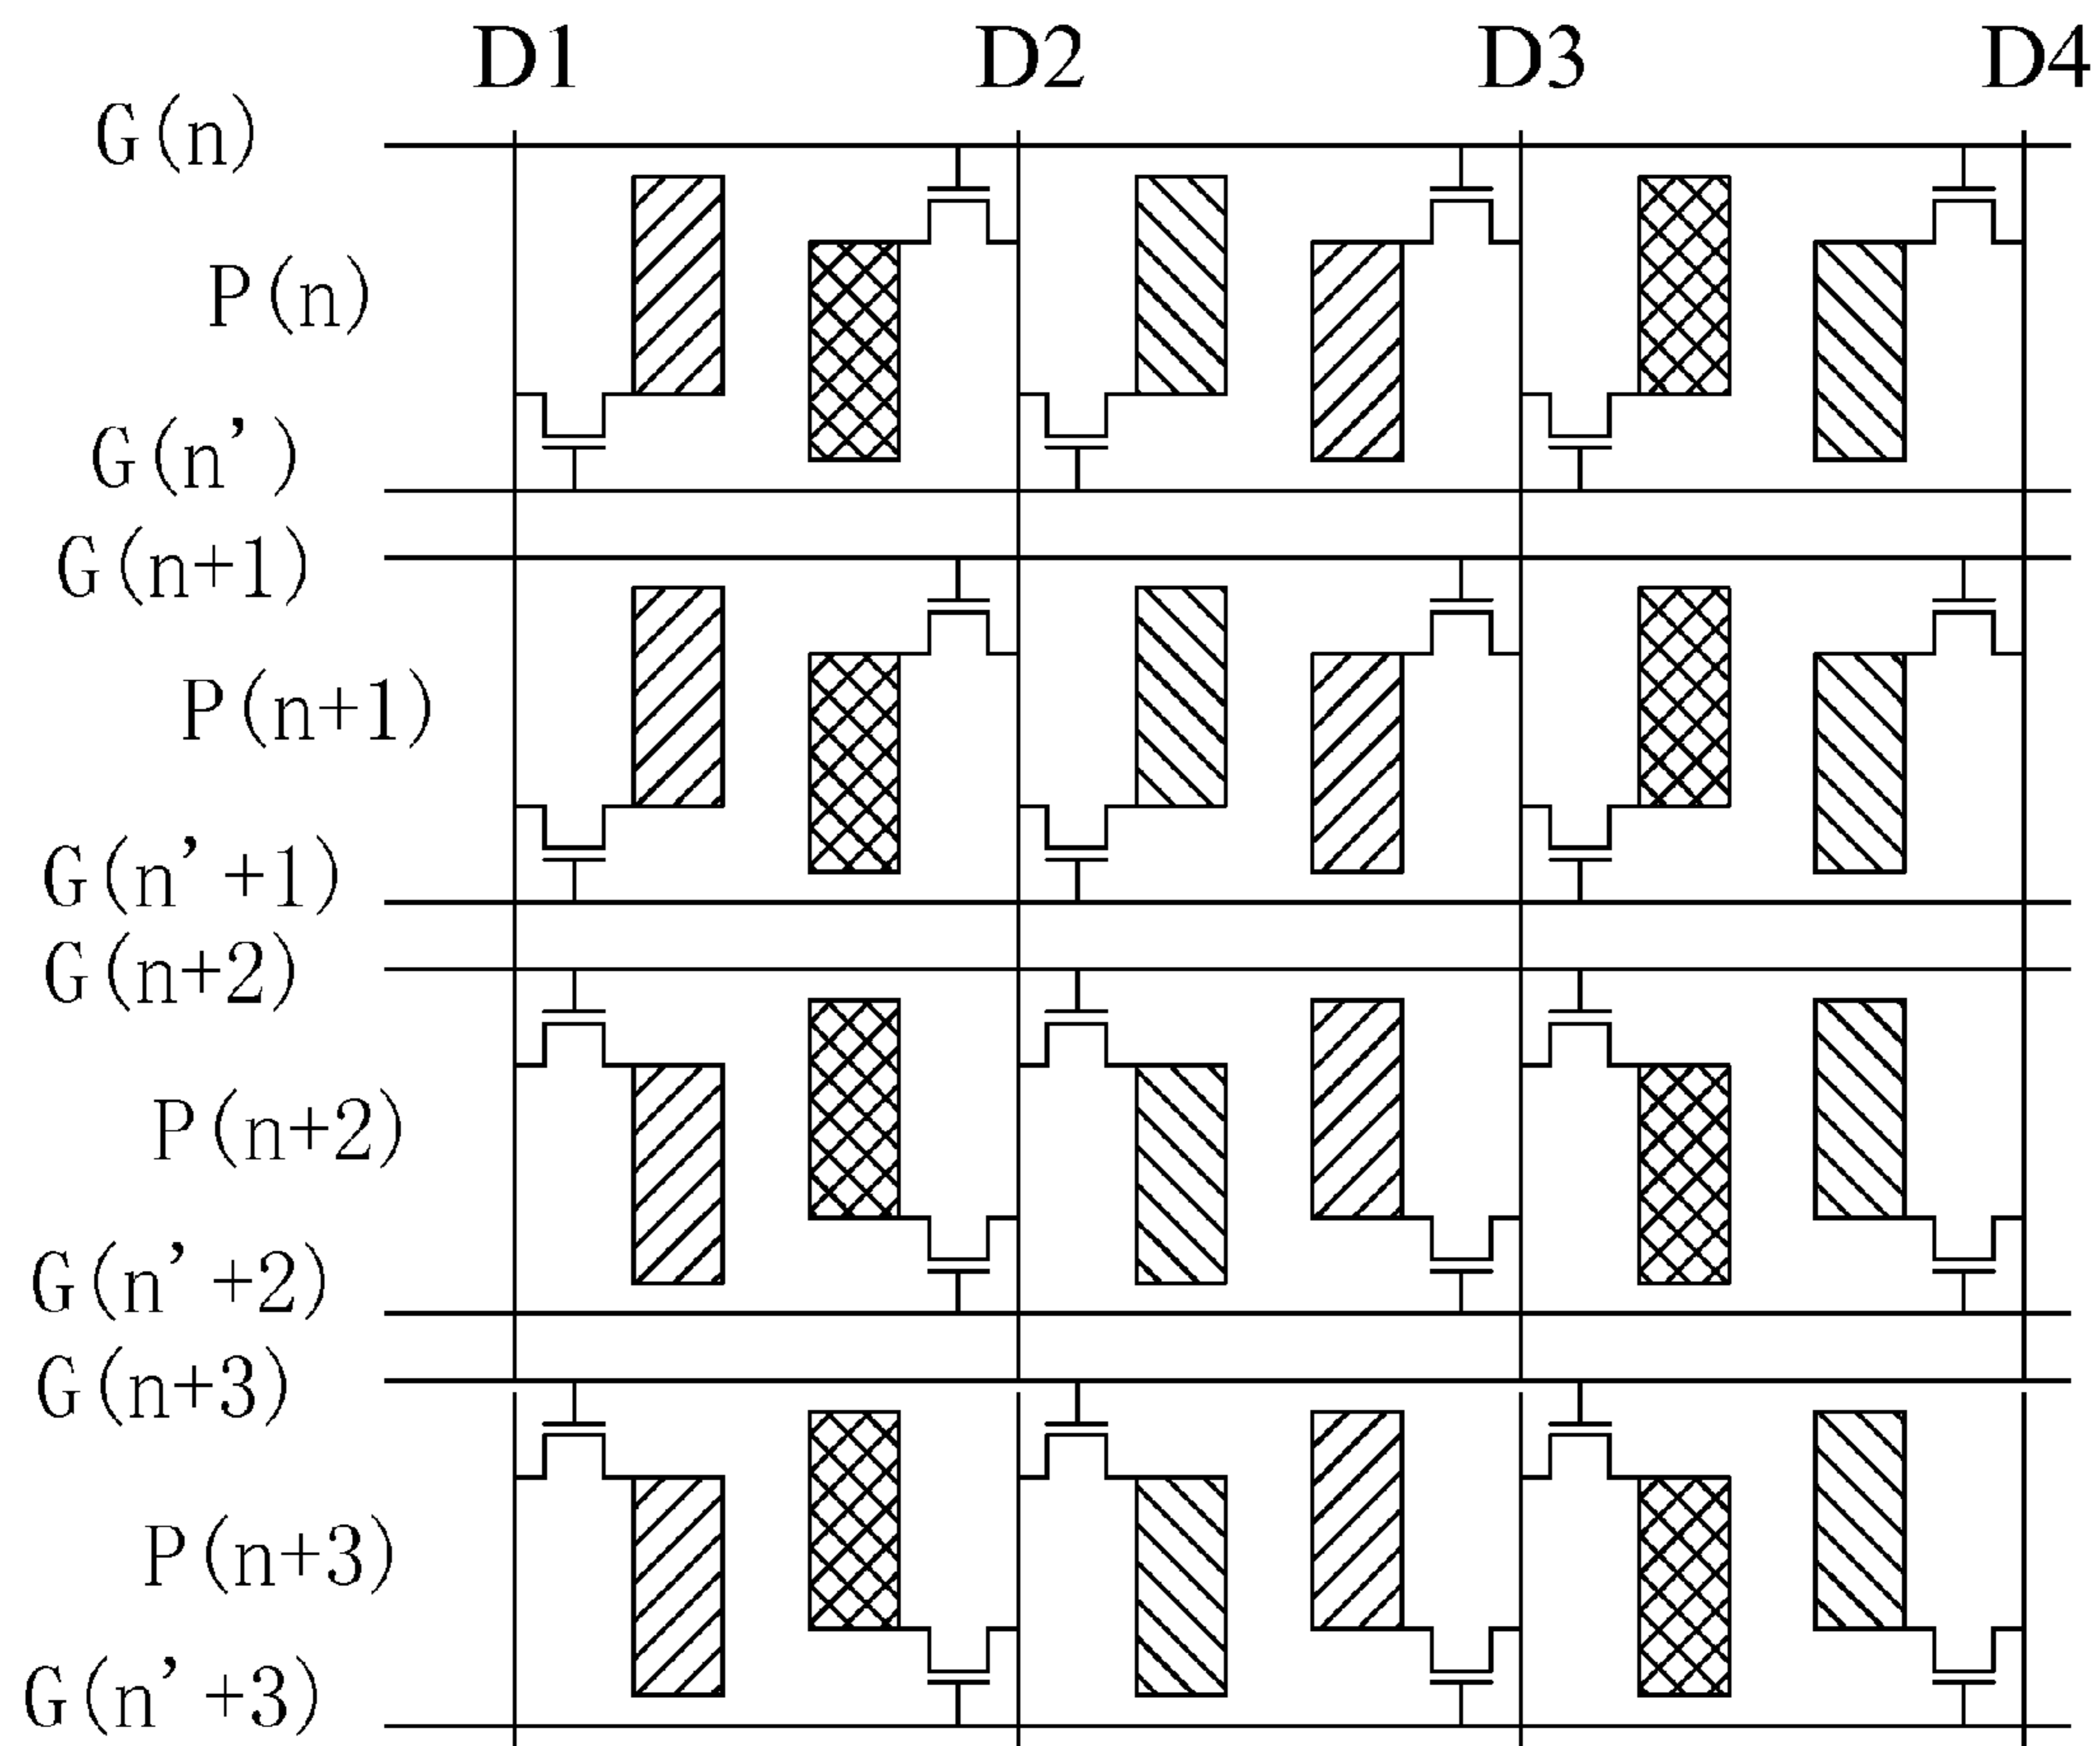 D1 D2 D3 D4
G(n)
P(n)
G(n’)
G(n+1)
P(n+1)
G(n’+1)
G(n+2)
P(n+2)
G(n’+2)
G(n+3)
P(n+3)
G(n’+3)